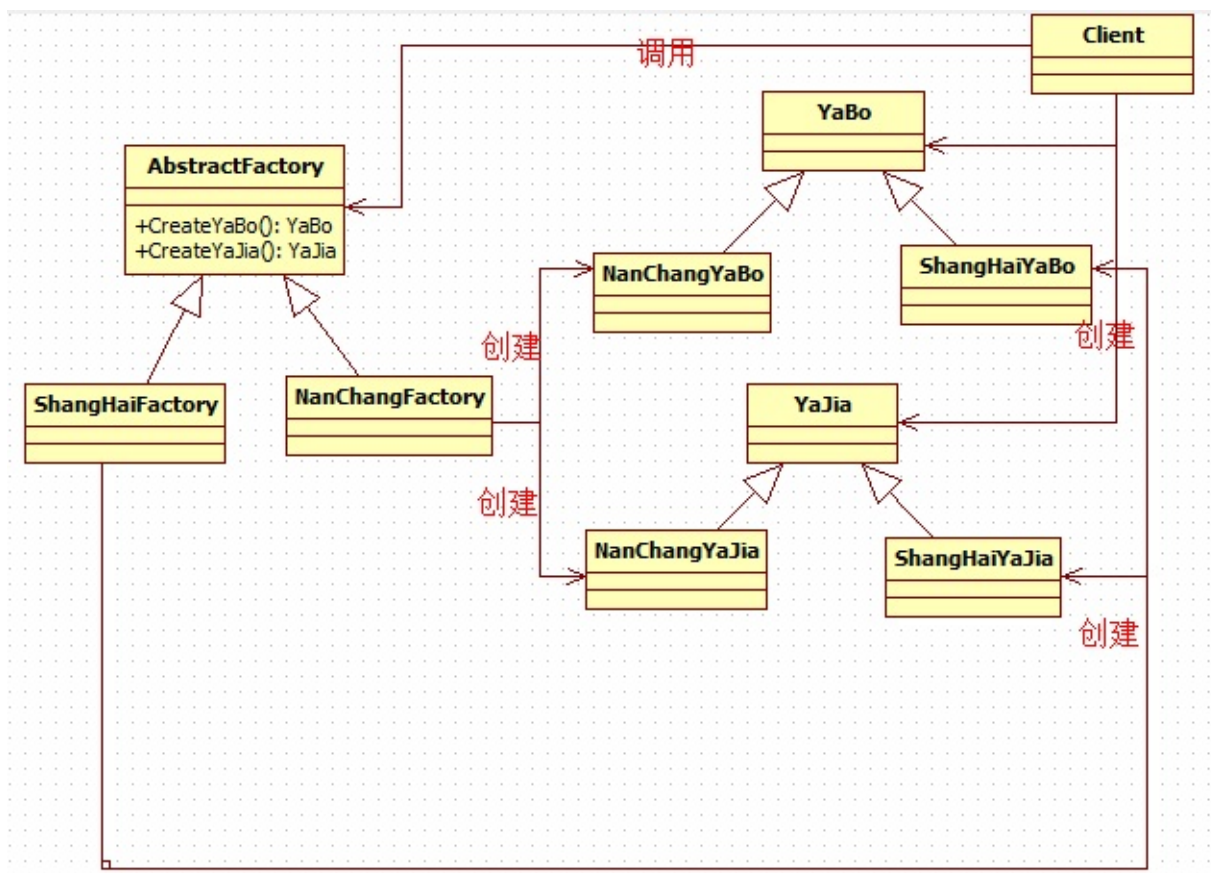 Client
调用
YaBo
AbstractFactory
+CreateYaBo(): YaBo
+CreateYaJia(): YaJia
NanChangYaBo
ShangHaiYaBo
创建
创建
ShangHaiFactory
NanChangFactory
YaJia
创建
NanChangYaJia
ShangHaiYaJia
创建